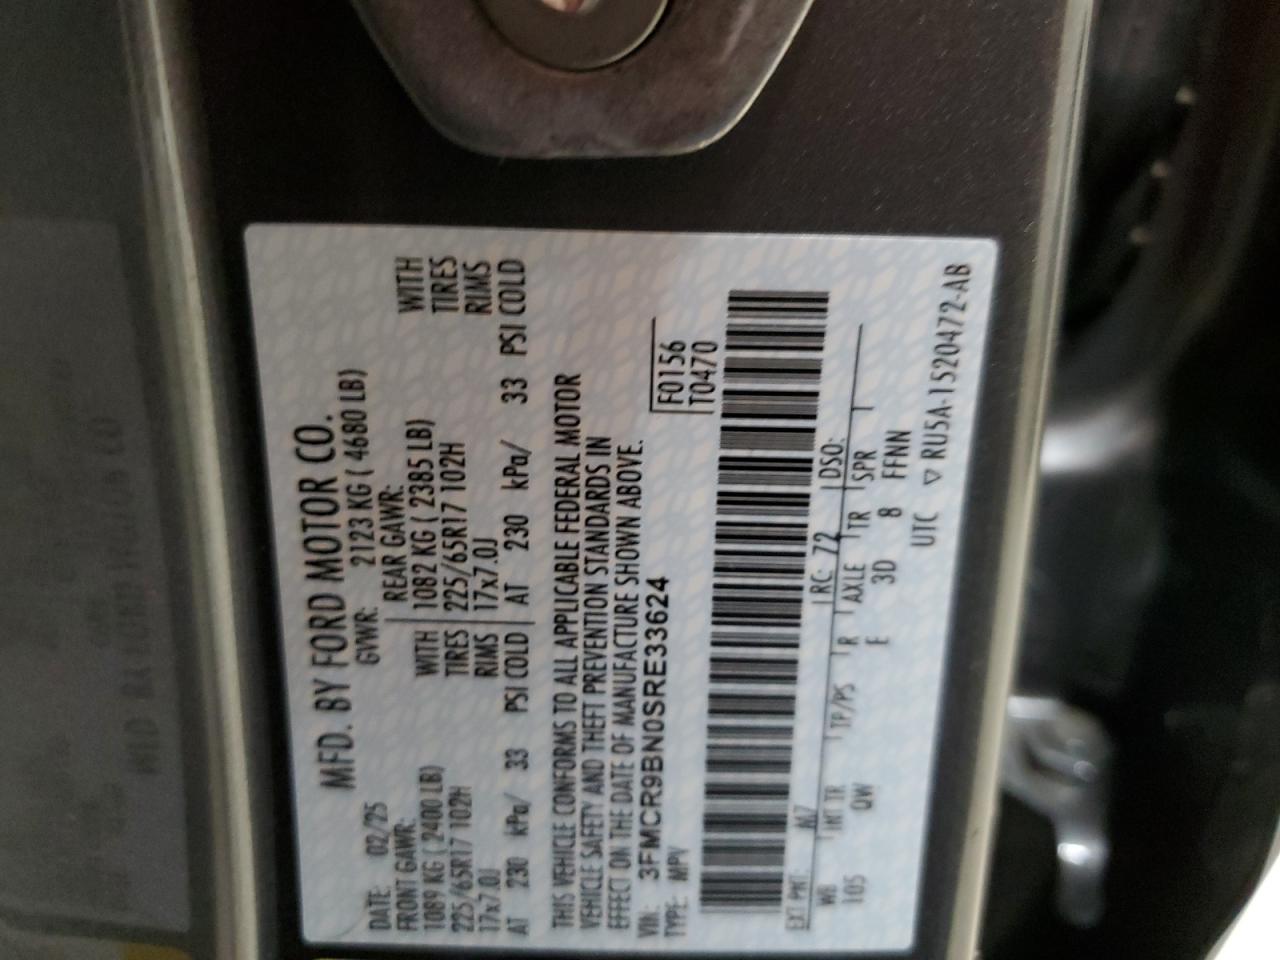 MFD. BY FORD MOTOR CO.
DATE: 02/25 GVWR: 2123 KG ( 4680 LB)
FRONT GAWR: REAR GAWR:
1089 KG ( 2400 LB) WITH 1082 KG ( 2385 LB) WITH
225/65R17 102H TIRES 225/65R17 102H TIRES
17x7.0J RIMS 17x7.0J RIMS
AT 230 kPa/ 33 PSI COLD AT 230 kPa/ 33 PSI COLD
THIS VEHICLE CONFORMS TO ALL APPLICABLE FEDERAL MOTOR
VEHICLE SAFETY AND THEFT PREVENTION STANDARDS IN
EFFECT ON THE DATE OF MANUFACTURE SHOWN ABOVE.
VIN: 3FMCR9BN0SRE33624 F0156
TYPE: MPV T0470
EXT PNT: M7 RC: 72 DSO:
WB INT TR TP/PS R AXLE TR SPR
105 QW E 3D 8 FFNN
UTC ▽ RU5A-1520472-AB